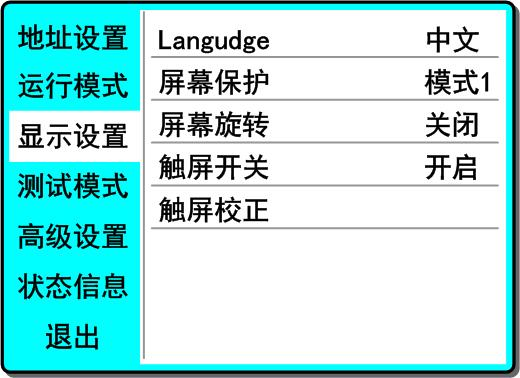 地址设置
运行模式
显示设置
测试模式
高级设置
状态信息
退出
Langudge 中文
屏幕保护 模式1
屏幕旋转 关闭
触屏开关 开启
触屏校正